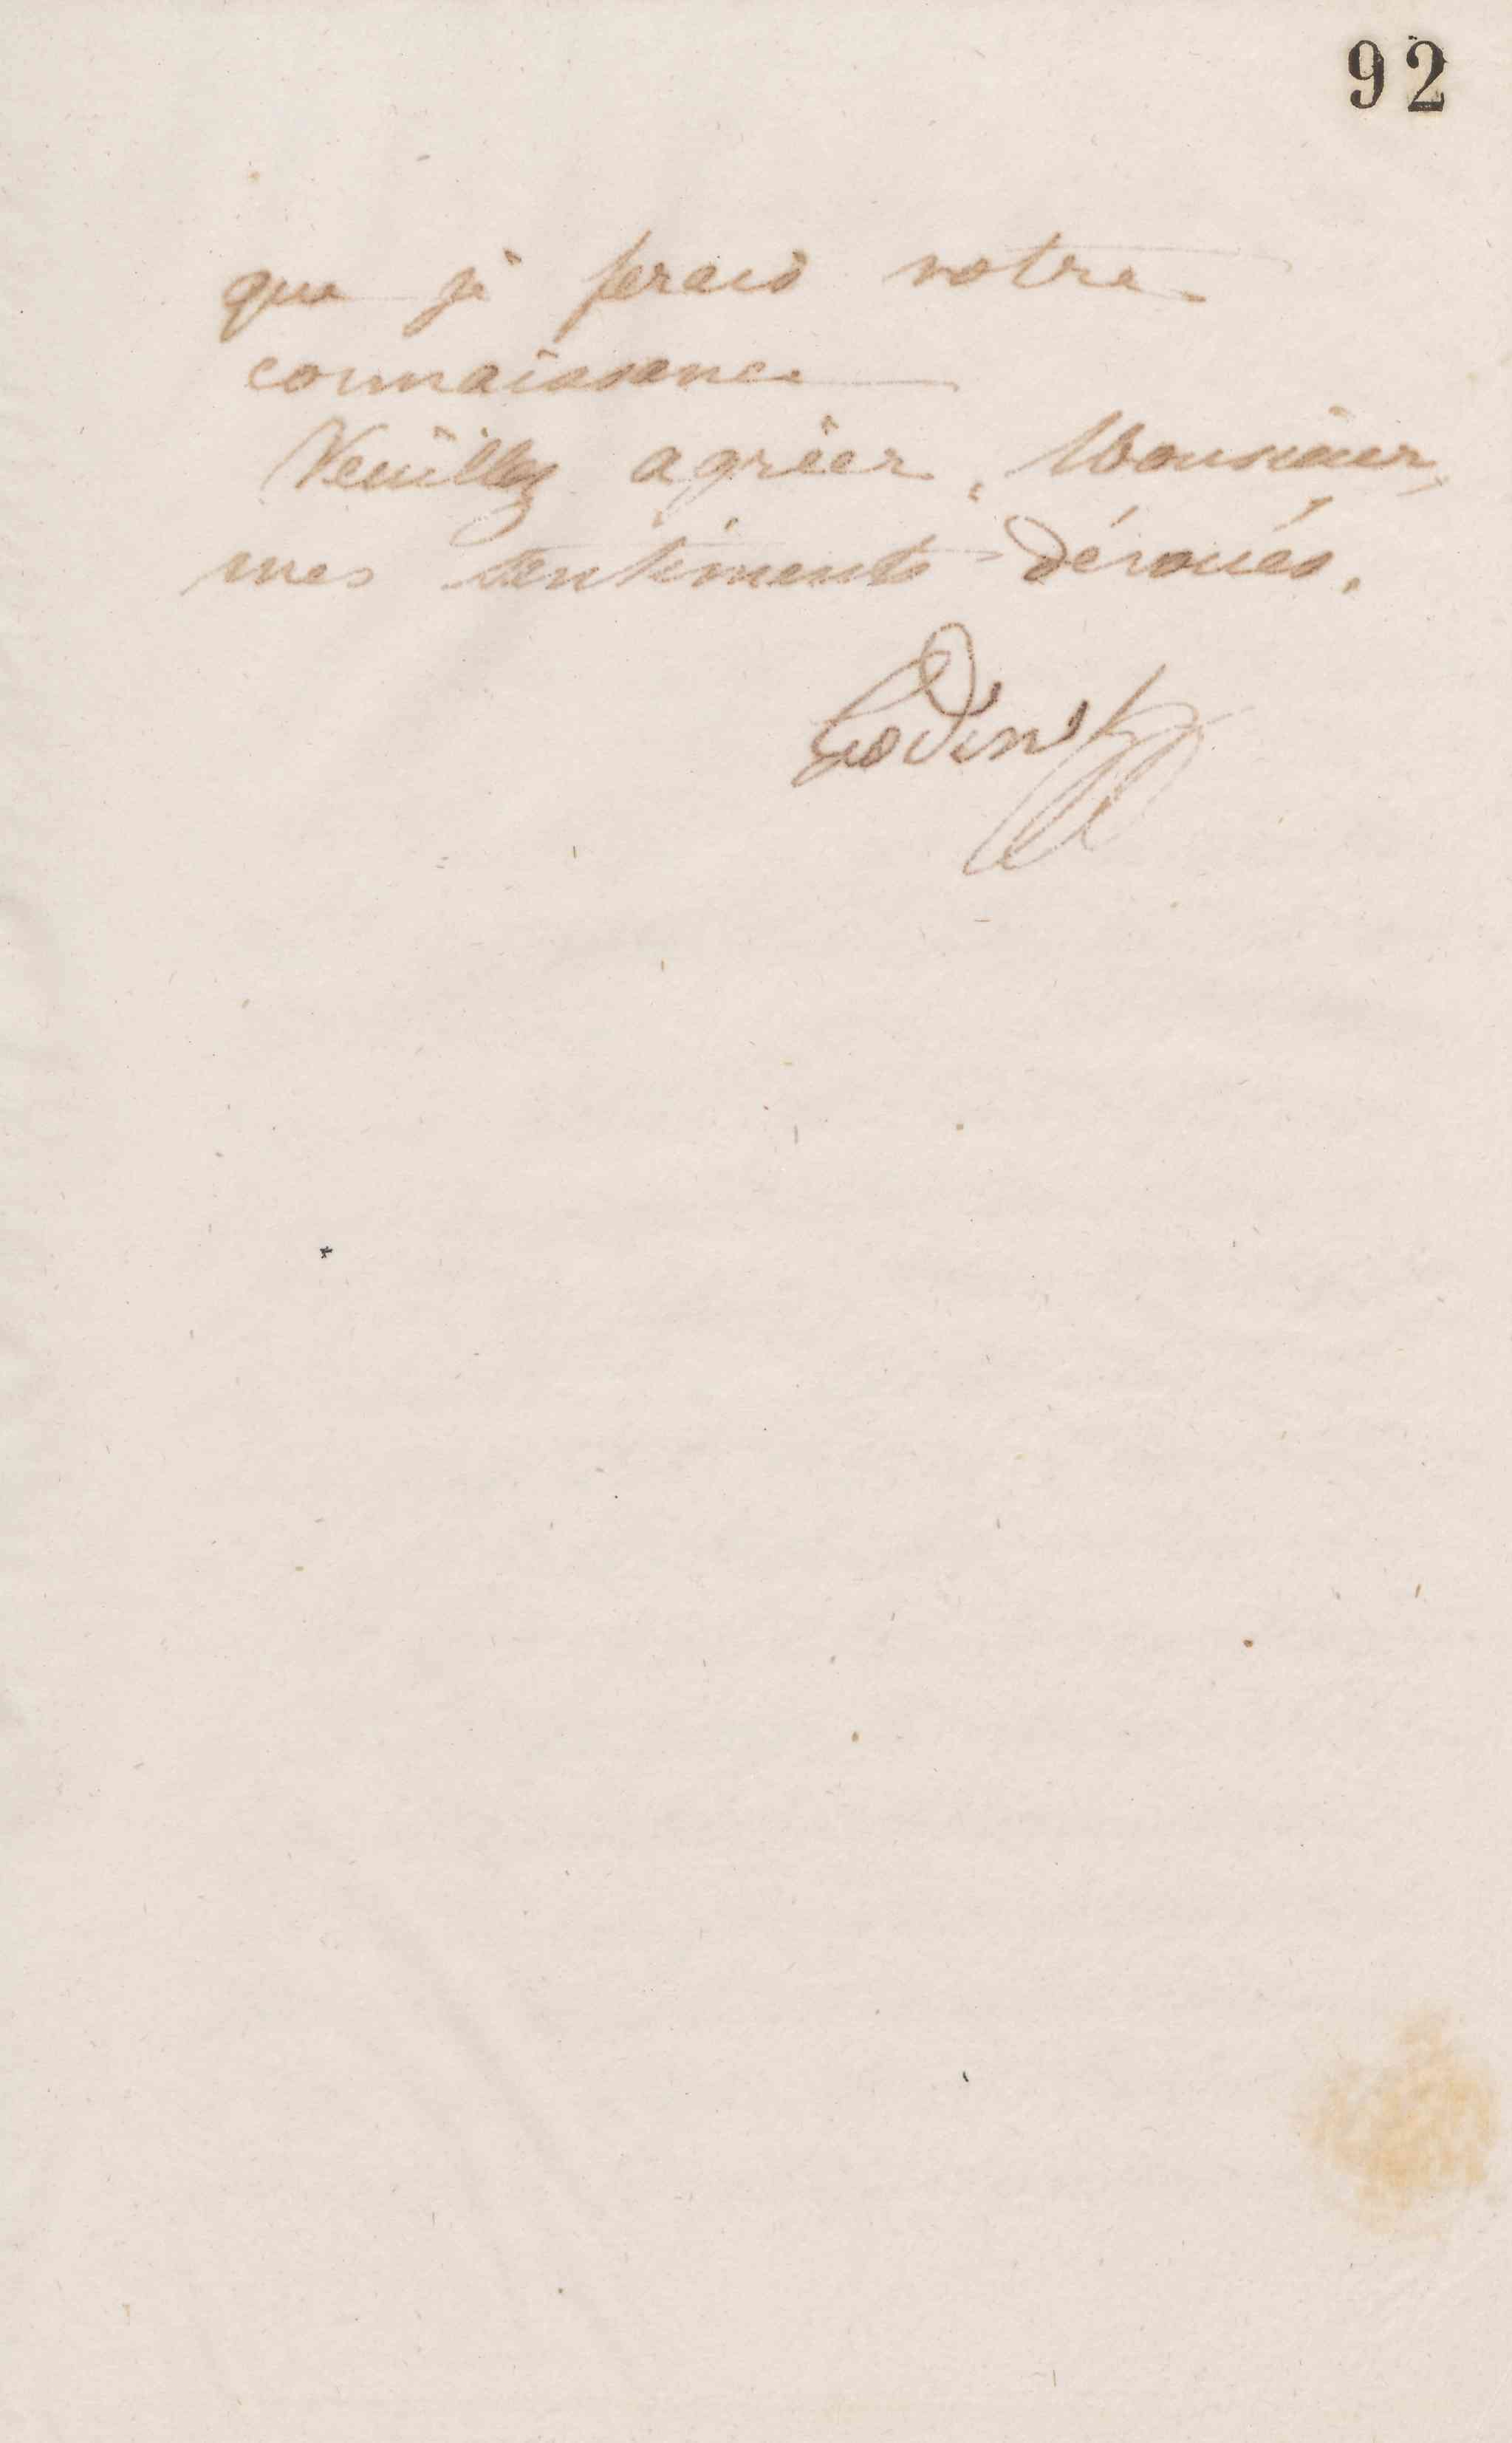 92
que je ferais votre
connaissance
Veuillez agréer, Monsieur,
mes sentiments dévoués.
Godin